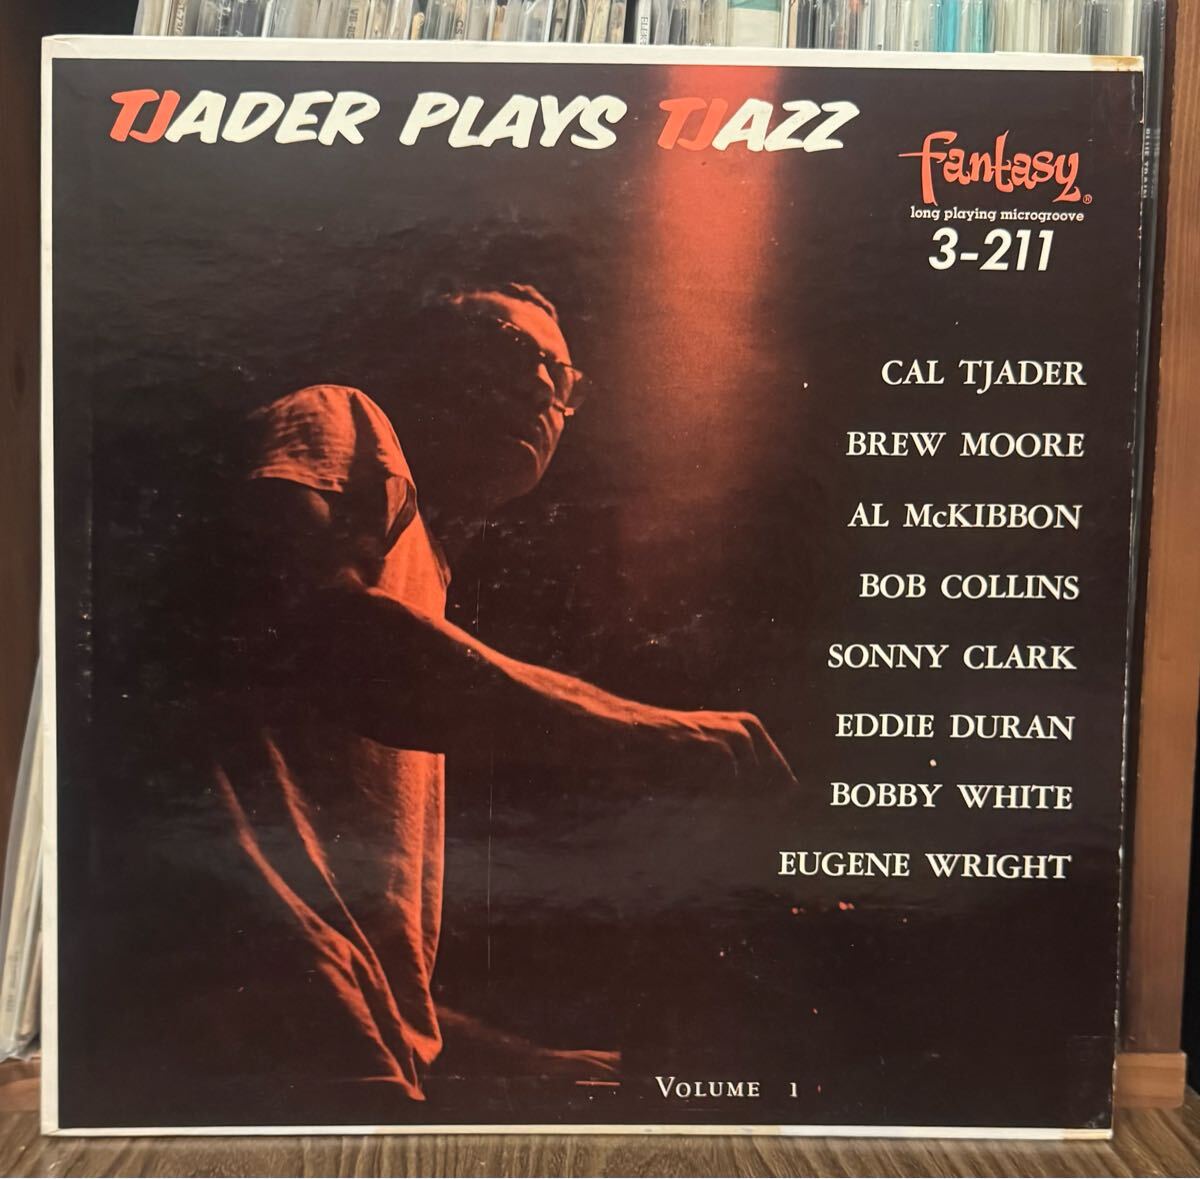 TJADER PLAYS TJAZZ
fantasy®
long playing microgroove
3-211
CAL TJADER
BREW MOORE
AL McKIBBON
BOB COLLINS
SONNY CLARK
EDDIE DURAN
BOBBY WHITE
EUGENE WRIGHT
VOLUME 1